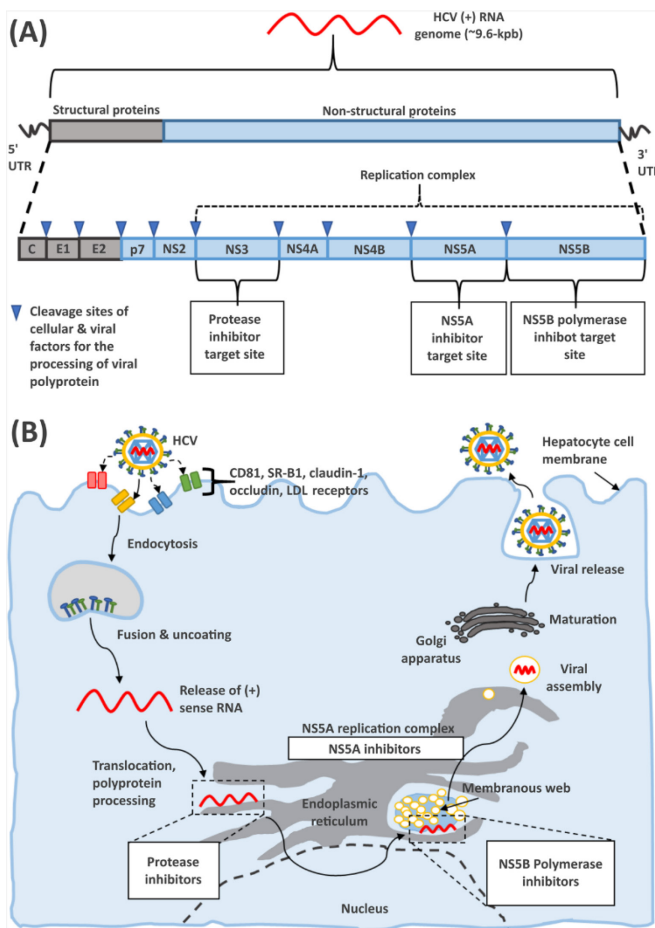 (A)
HCV (+) RNA
genome (~9.6-kpb)
Structural proteins
Non-structural proteins
5'
UTR
3'
UTR
Replication complex
C E1 E2 p7 NS2 NS3 NS4A NS4B NS5A NS5B
Cleavage sites of
cellular & viral
factors for the
processing of viral
polyprotein
Protease
inhibitor
target site
NS5A
inhibitor
target site
NS5B polymerase
inhibot target
site
(B)
HCV
CD81, SR-B1, claudin-1,
occludin, LDL receptors
Hepatocyte cell
membrane
Endocytosis
Viral release
Fusion & uncoating
Maturation
Golgi
apparatus
Release of (+)
sense RNA
Viral
assembly
NS5A replication complex
NS5A inhibitors
Translocation,
polyprotein
processing
Membranous web
Endoplasmic
reticulum
Protease
inhibitors
NS5B Polymerase
inhibitors
Nucleus